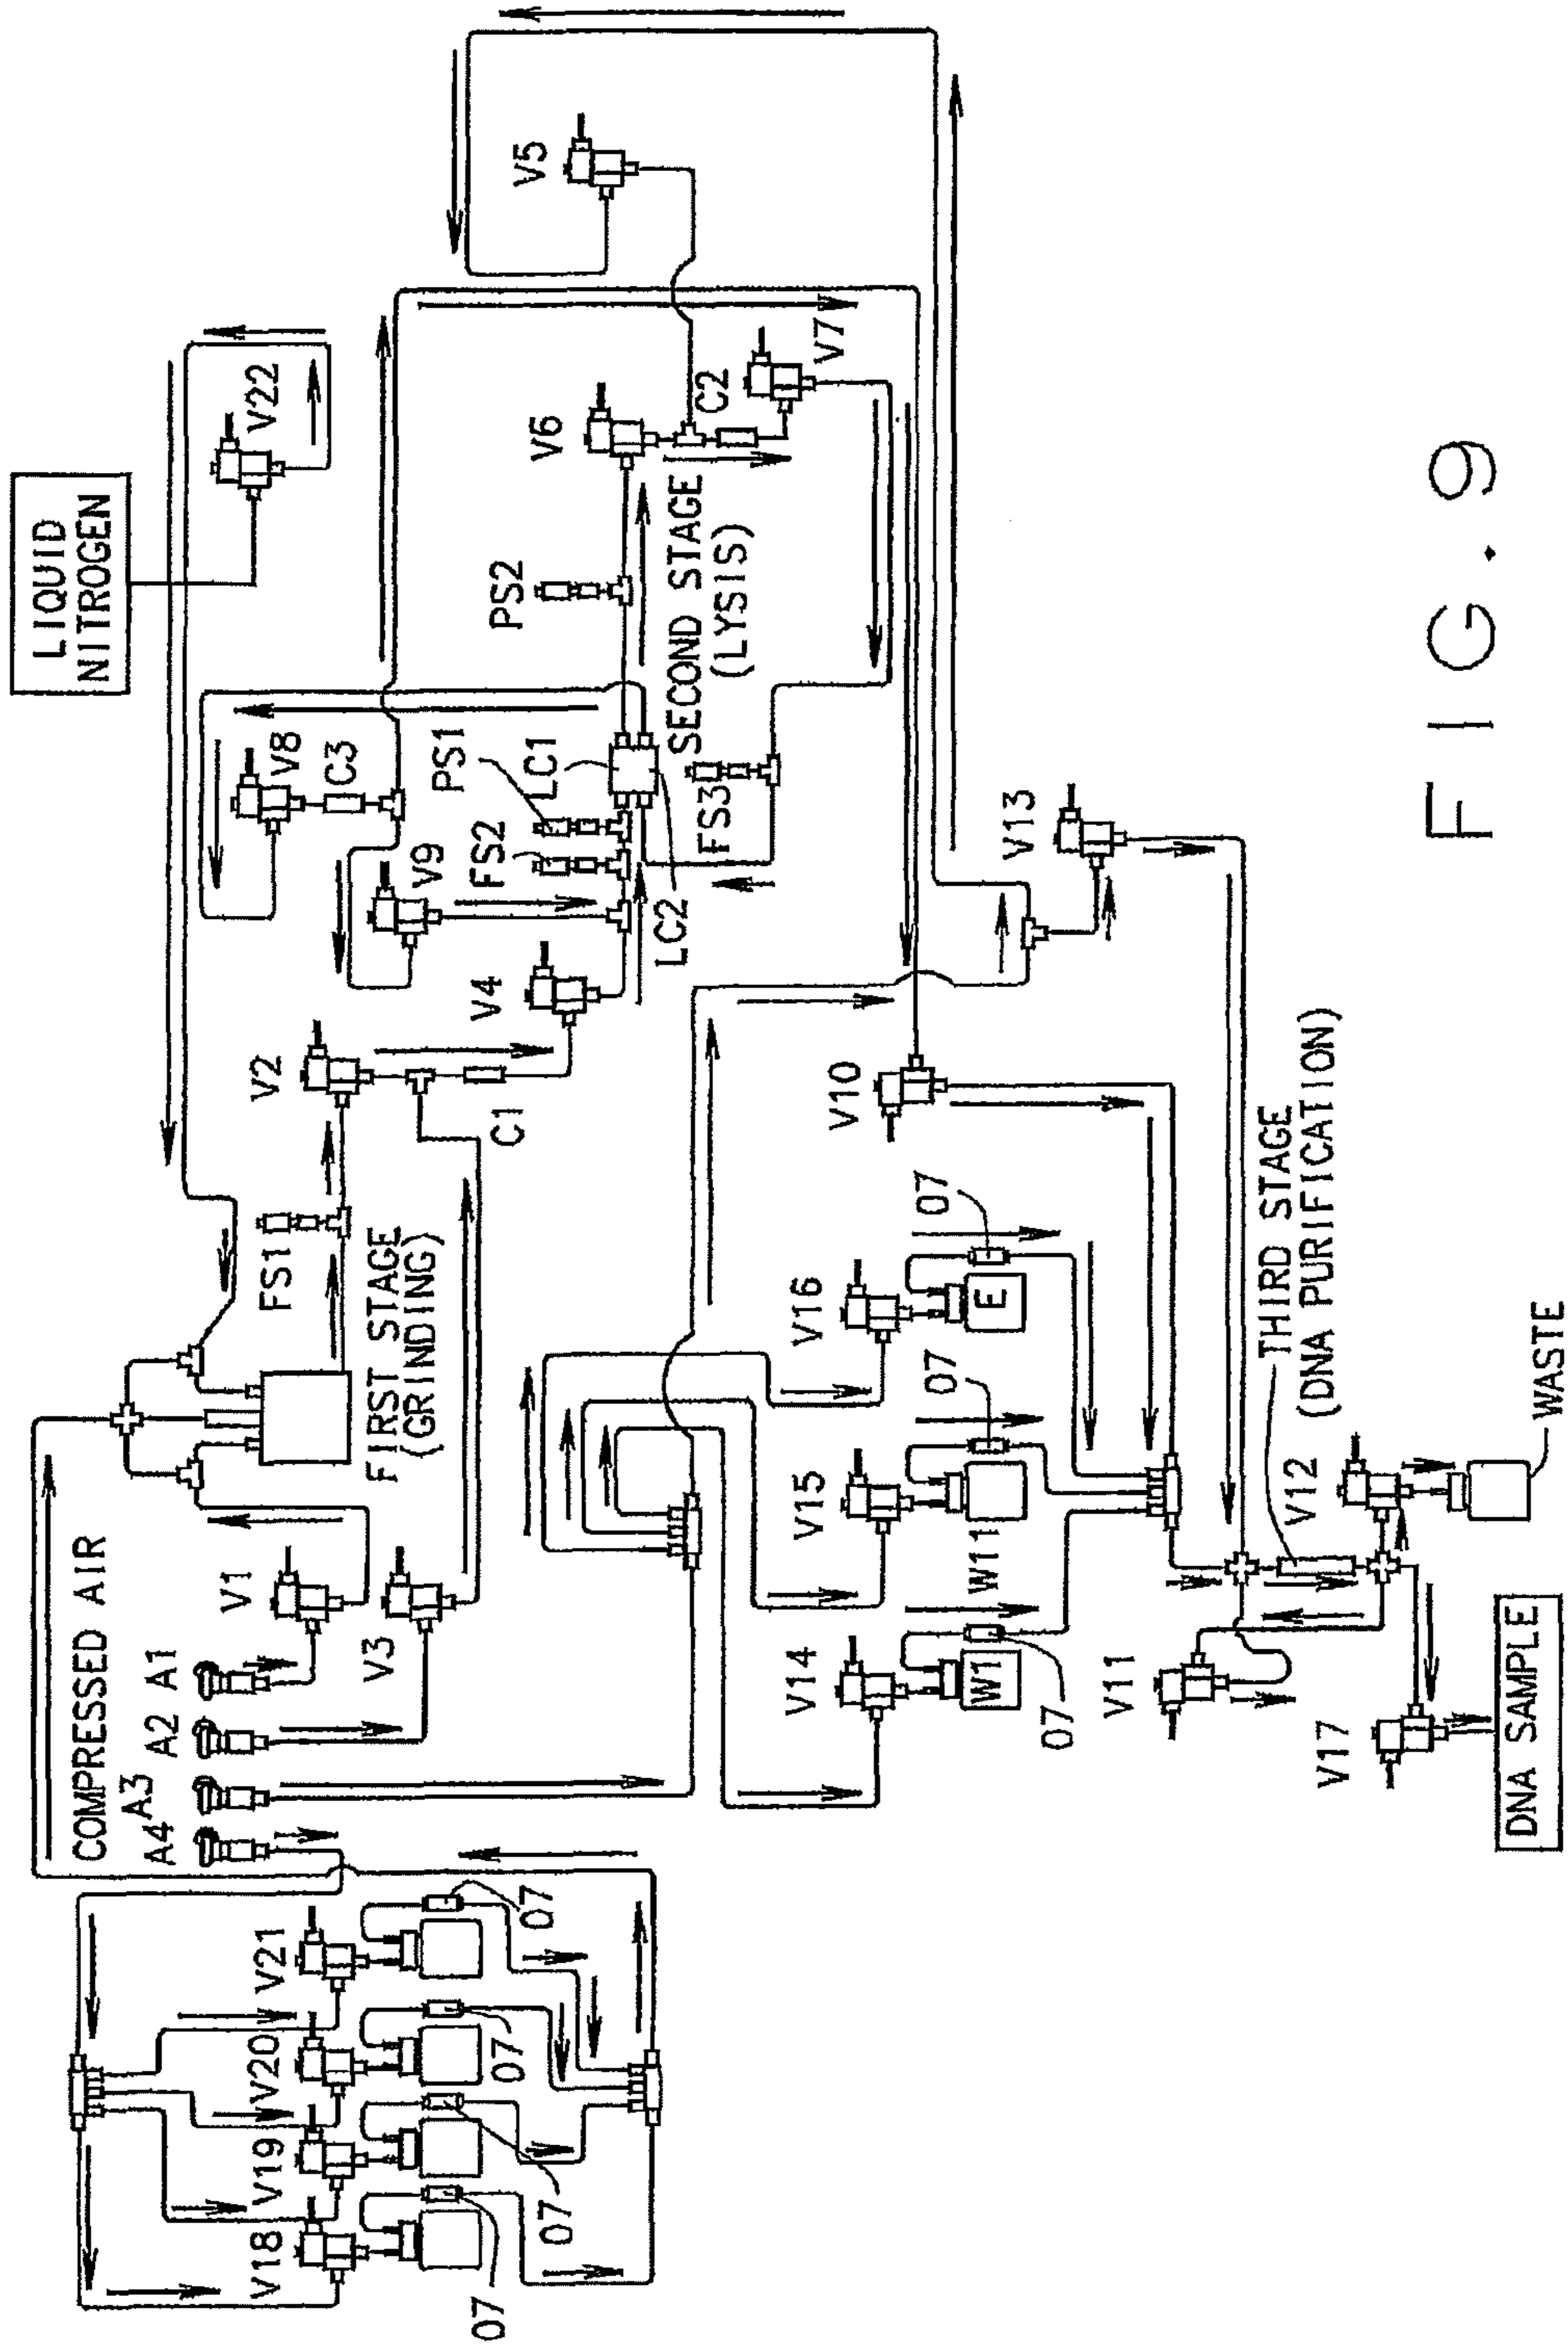 LIQUID
NITROGEN
V22
V5
V6
C2
V7
PS2
SECOND STAGE
(LYSIS)
V8
C3
PS1
LC1
FS2
FS3
V9
LC2
V4
V2
C1
V13
FS1
FIRST STAGE
(GRINDING)
V10
07
V16
E
THIRD STAGE
(DNA PURIFICATION)
COMPRESSED AIR
V1
A1
A2
A3
A4
V3
V15
07
W11
V12
WASTE
V14
W1
07
V11
V17
DNA SAMPLE
V21
07
V20
07
V19
07
V18
07
FIG.9